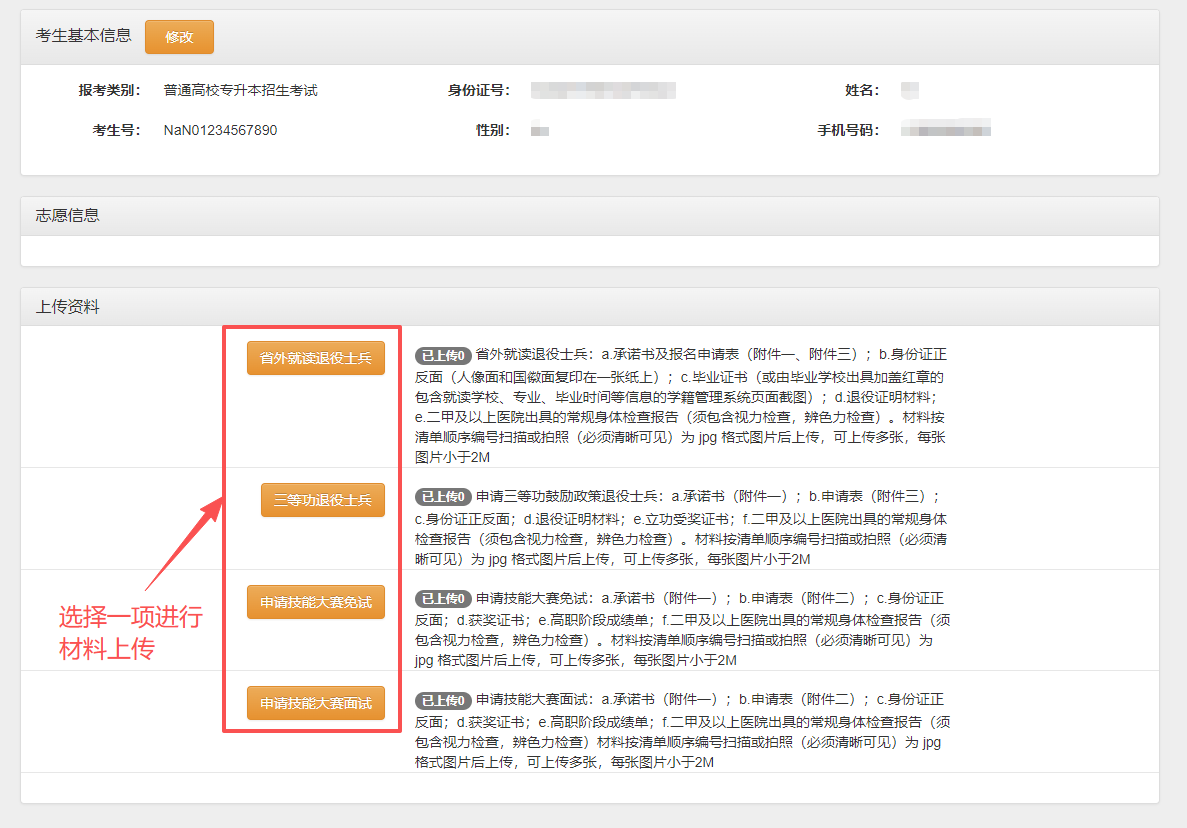 考生基本信息 修改
报考类别： 普通高校专升本招生考试 身份证号： 姓名：
考生号： NaN01234567890 性别： 手机号码：
志愿信息
上传资料
省外就读退役士兵 已上传0 省外就读退役士兵：a.承诺书及报名申请表（附件一、附件三）；b.身份证正
反面（人像面和国徽面复印在一张纸上）；c.毕业证书（或由毕业学校出具加盖红章的
包含就读学校、专业、毕业时间等信息的学籍管理系统页面截图）；d.退役证明材料；
e.二甲及以上医院出具的常规身体检查报告（须包含视力检查，辨色力检查）。材料按
清单顺序编号扫描或拍照（必须清晰可见）为 jpg 格式图片后上传，可上传多张，每张
图片小于2M
三等功退役士兵 已上传0 申请三等功鼓励政策退役士兵：a.承诺书（附件一）；b.申请表（附件三）；
c.身份证正反面；d.退役证明材料；e.立功受奖证书；f.二甲及以上医院出具的常规身体
检查报告（须包含视力检查，辨色力检查）。材料按清单顺序编号扫描或拍照（必须清
晰可见）为 jpg 格式图片后上传，可上传多张，每张图片小于2M
申请技能大赛免试 已上传0 申请技能大赛免试：a.承诺书（附件一）；b.申请表（附件二）；c.身份证正
反面；d.获奖证书；e.高职阶段成绩单；f.二甲及以上医院出具的常规身体检查报告（须
包含视力检查，辨色力检查）。材料按清单顺序编号扫描或拍照（必须清晰可见）为
jpg 格式图片后上传，可上传多张，每张图片小于2M
选择一项进行
材料上传
申请技能大赛面试 已上传0 申请技能大赛面试：a.承诺书（附件一）；b.申请表（附件二）；c.身份证正
反面；d.获奖证书；e.高职阶段成绩单；f.二甲及以上医院出具的常规身体检查报告（须
包含视力检查，辨色力检查）材料按清单顺序编号扫描或拍照（必须清晰可见）为 jpg
格式图片后上传，可上传多张，每张图片小于2M